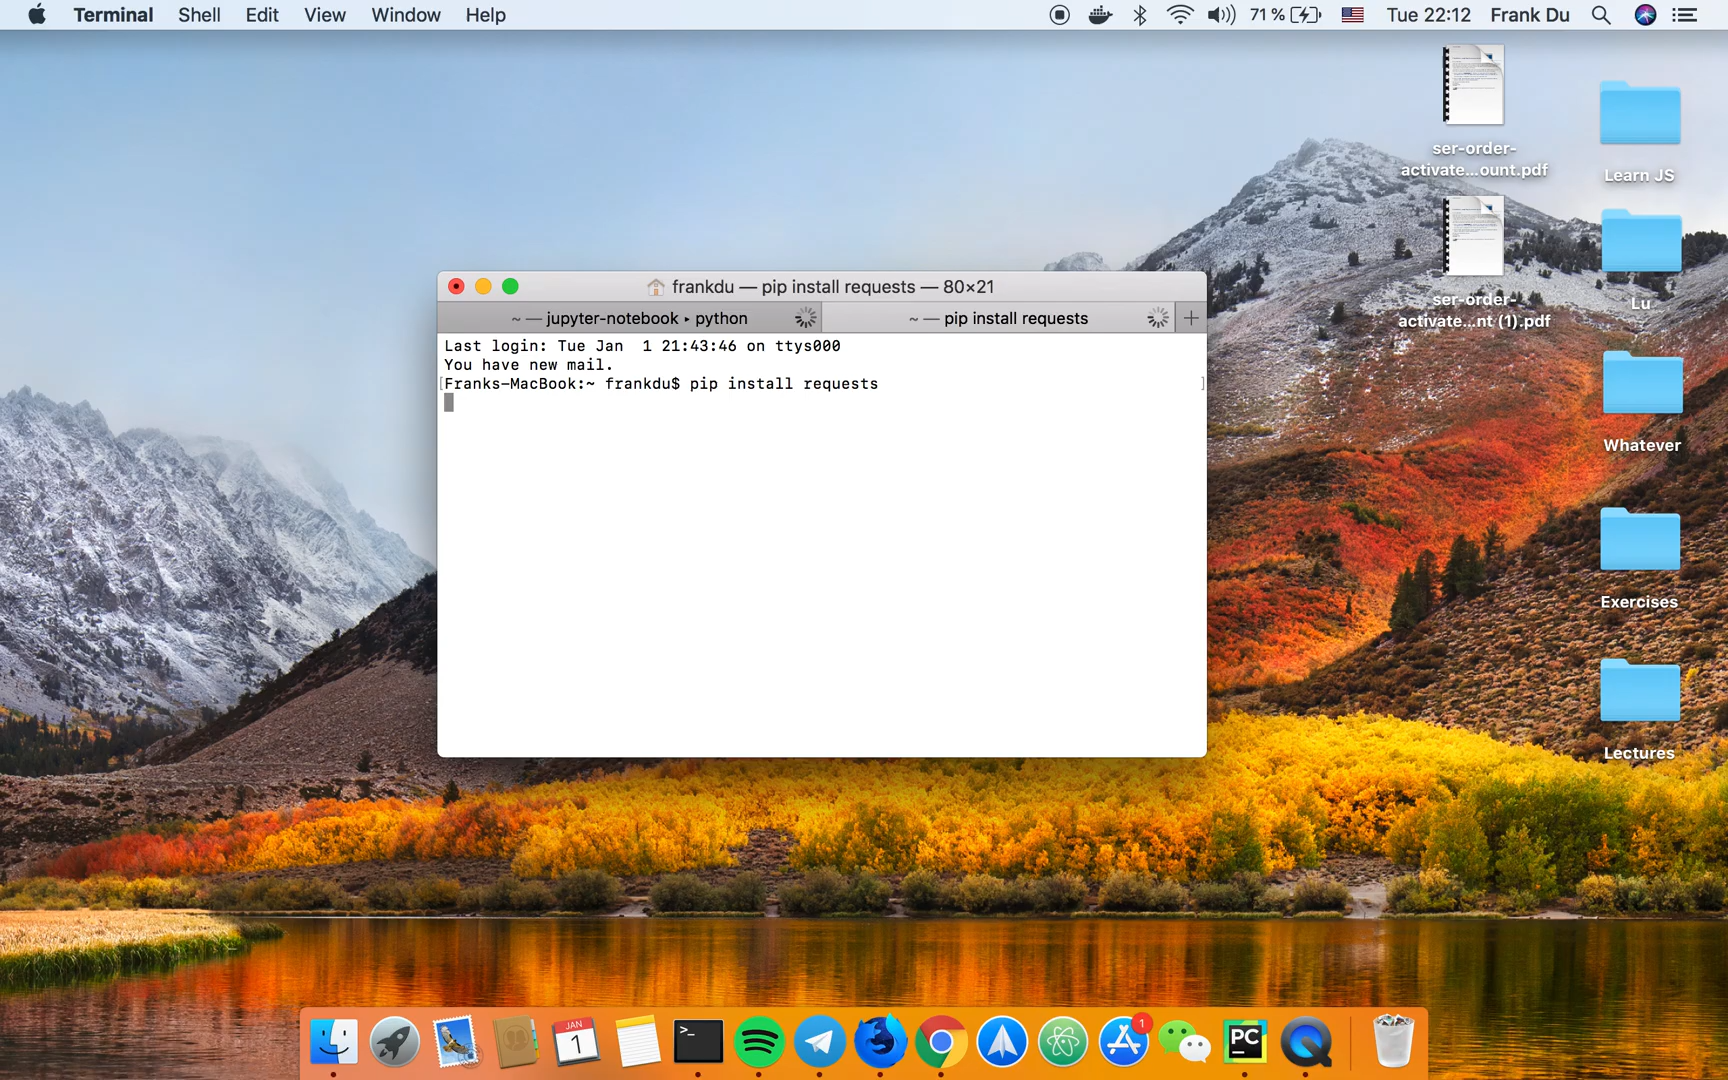 Terminal Shell Edit View Window Help 71 % Tue 22:12 Frank Du
ser-order-
activate...ount.pdf
Learn JS
ser-order-
activate...nt (1).pdf
Lu
Whatever
Exercises
Lectures
frankdu — pip install requests — 80×21
~ — jupyter-notebook ▸ python
~ — pip install requests
Last login: Tue Jan  1 21:43:46 on ttys000
You have new mail.
[Franks-MacBook:~ frankdu$ pip install requests ]
JAN
1
>_
1
PC